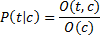 P(t|c) = O(t, c) / O(c)